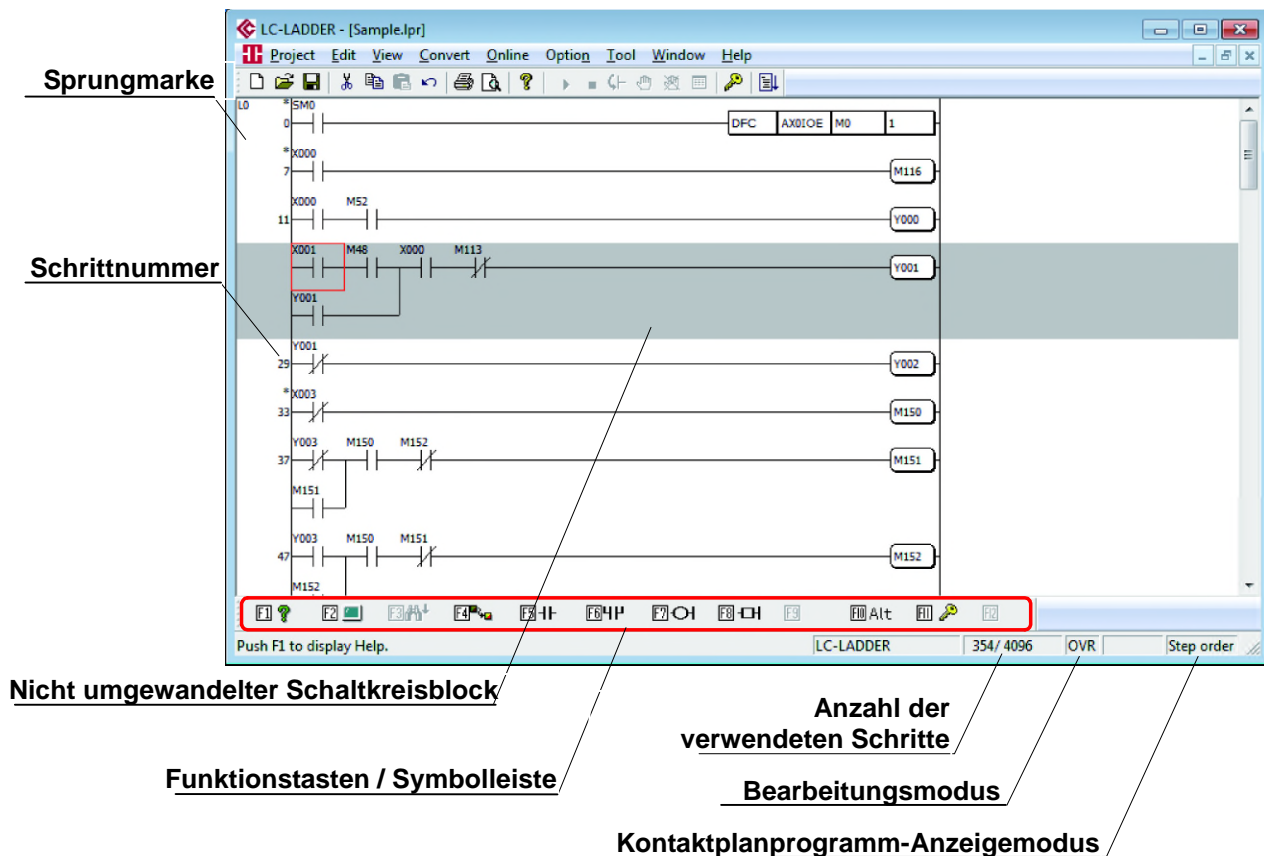 LC-LADDER - [Sample.lpr]
Project Edit View Convert Online Option Tool Window Help
Sprungmarke
L0 * SM0
0 DFC AX0IOE M0 1
* X000
7 M116
X000 M52
11 Y000
Schrittnummer
X001 M48 X000 M113
Y001
Y001
Y001
29 Y002
* X003
33 M150
Y003 M150 M152
37 M151
M151
Y003 M150 M151
47 M152
M152
F1 F2 F3 F4 F5 F6 F7 F8 F9 F10 Alt F11 F12
Push F1 to display Help. LC-LADDER 354/ 4096 OVR Step order
Nicht umgewandelter Schaltkreisblock
Anzahl der
verwendeten Schritte
Funktionstasten / Symbolleiste
Bearbeitungsmodus
Kontaktplanprogramm-Anzeigemodus